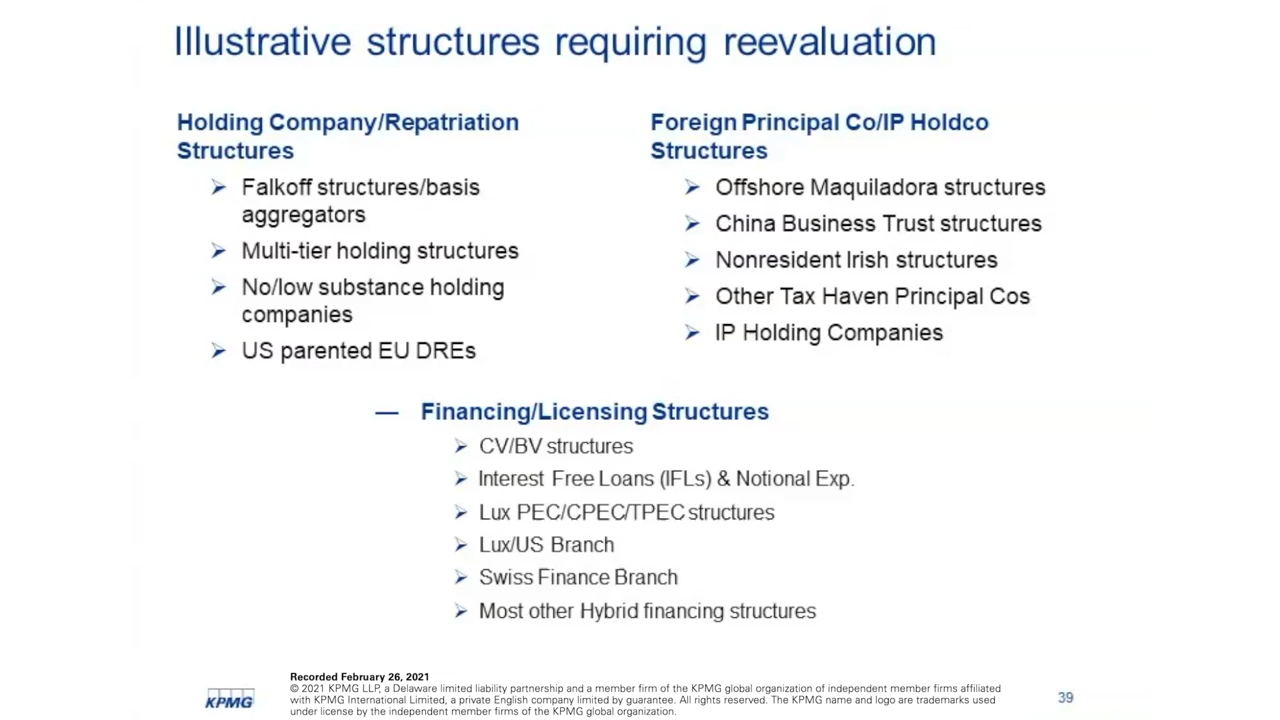 Illustrative structures requiring reevaluation
Holding Company/Repatriation
Structures
➢ Falkoff structures/basis
aggregators
➢ Multi-tier holding structures
➢ No/low substance holding
companies
➢ US parented EU DREs
Foreign Principal Co/IP Holdco
Structures
➢ Offshore Maquiladora structures
➢ China Business Trust structures
➢ Nonresident Irish structures
➢ Other Tax Haven Principal Cos
➢ IP Holding Companies
— Financing/Licensing Structures
➢ CV/BV structures
➢ Interest Free Loans (IFLs) & Notional Exp.
➢ Lux PEC/CPEC/TPEC structures
➢ Lux/US Branch
➢ Swiss Finance Branch
➢ Most other Hybrid financing structures
KPMG
Recorded February 26, 2021
© 2021 KPMG LLP, a Delaware limited liability partnership and a member firm of the KPMG global organization of independent member firms affiliated
with KPMG International Limited, a private English company limited by guarantee. All rights reserved. The KPMG name and logo are trademarks used
under license by the independent member firms of the KPMG global organization.
39